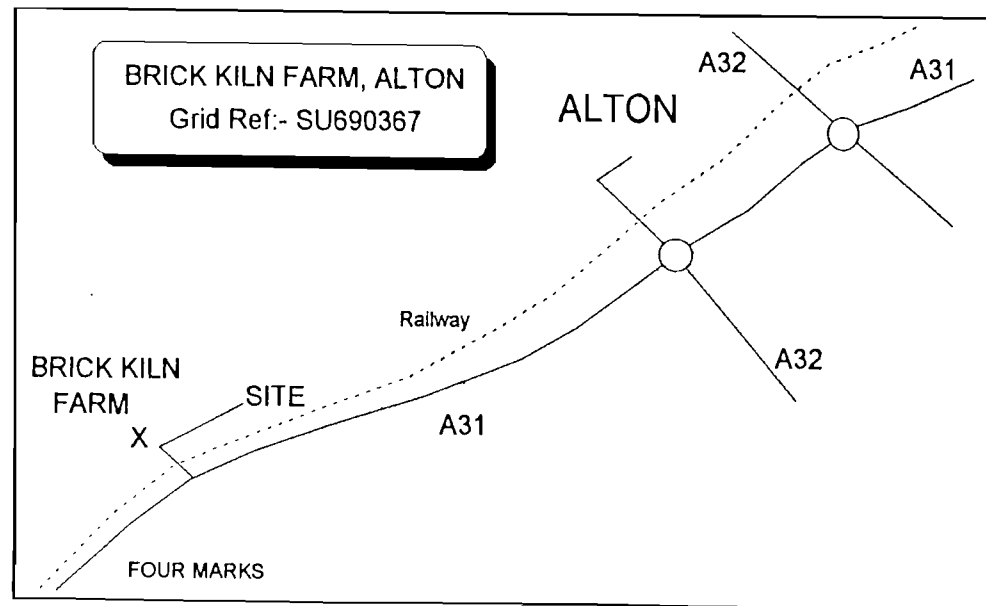 BRICK KILN FARM, ALTON
Grid Ref:- SU690367
A32
A31
ALTON
Railway
A32
BRICK KILN
FARM
SITE
X
A31
FOUR MARKS